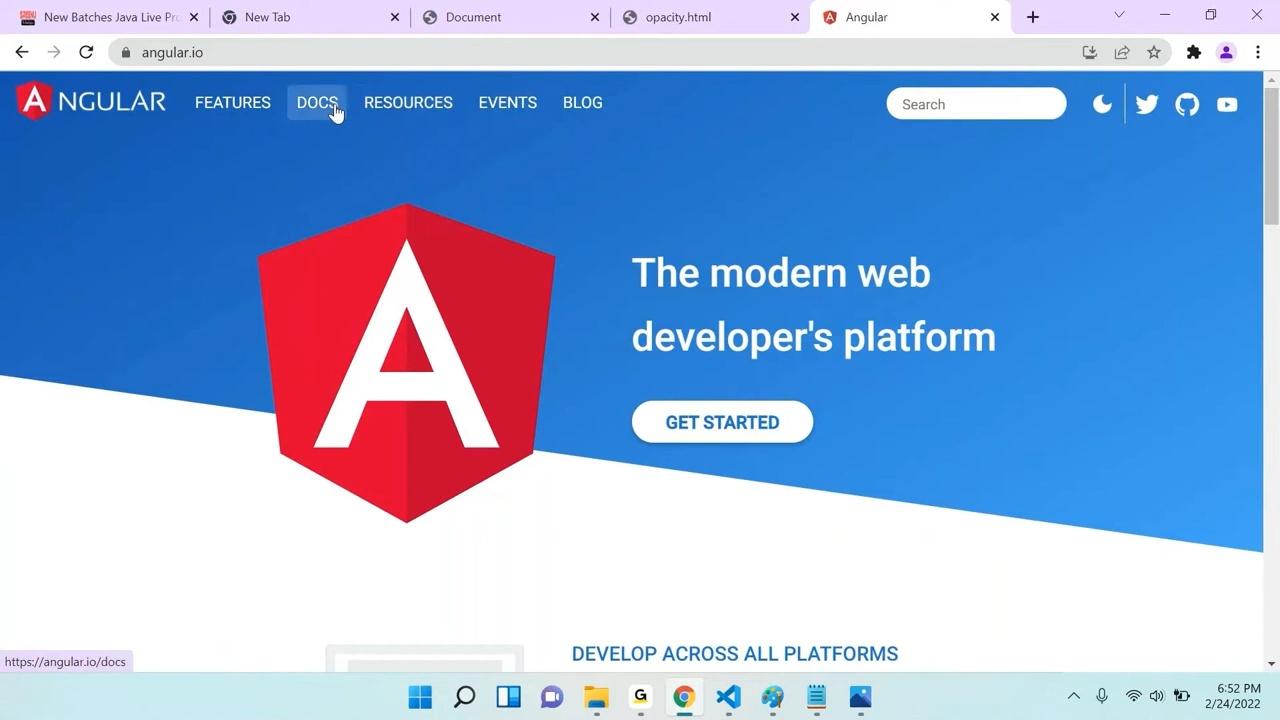 New Batches Java Live Pr
New Tab
Document
opacity.html
Angular
angular.io
NGULAR
FEATURES
DOCS
RESOURCES
EVENTS
BLOG
Search
A
The modern web
developer's platform
GET STARTED
DEVELOP ACROSS ALL PLATFORMS
https://angular.io/docs
G
6:52 PM
2/24/2022